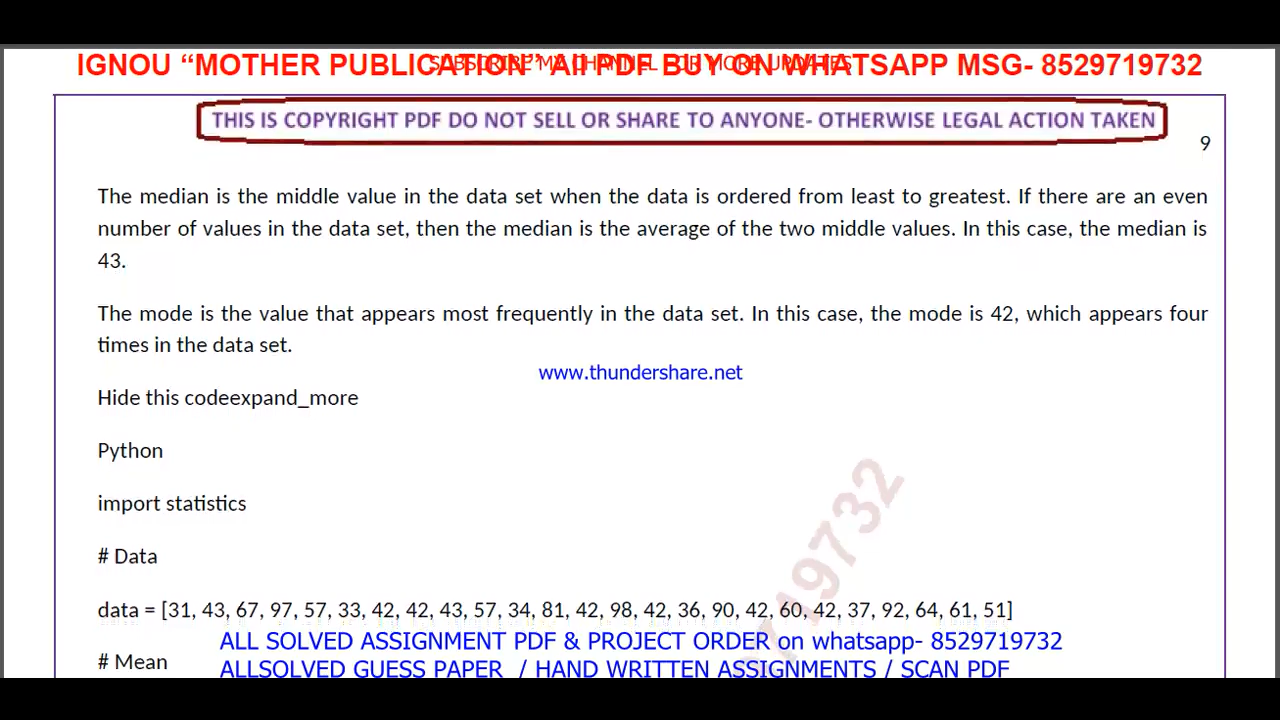 SUBSCRIBE MY CHANNEL FOR MORE UPDATES
IGNOU “MOTHER PUBLICATION” All PDF BUY ON WHATSAPP MSG- 8529719732
THIS IS COPYRIGHT PDF DO NOT SELL OR SHARE TO ANYONE- OTHERWISE LEGAL ACTION TAKEN
9
The median is the middle value in the data set when the data is ordered from least to greatest. If there are an even
number of values in the data set, then the median is the average of the two middle values. In this case, the median is
43.
The mode is the value that appears most frequently in the data set. In this case, the mode is 42, which appears four
times in the data set.
www.thundershare.net
Hide this codeexpand_more
Python
import statistics
# Data
data = [31, 43, 67, 97, 57, 33, 42, 42, 43, 57, 34, 81, 42, 98, 42, 36, 90, 42, 60, 42, 37, 92, 64, 61, 51]
ALL SOLVED ASSIGNMENT PDF & PROJECT ORDER on whatsapp- 8529719732
# Mean
ALLSOLVED GUESS PAPER / HAND WRITTEN ASSIGNMENTS / SCAN PDF
19732